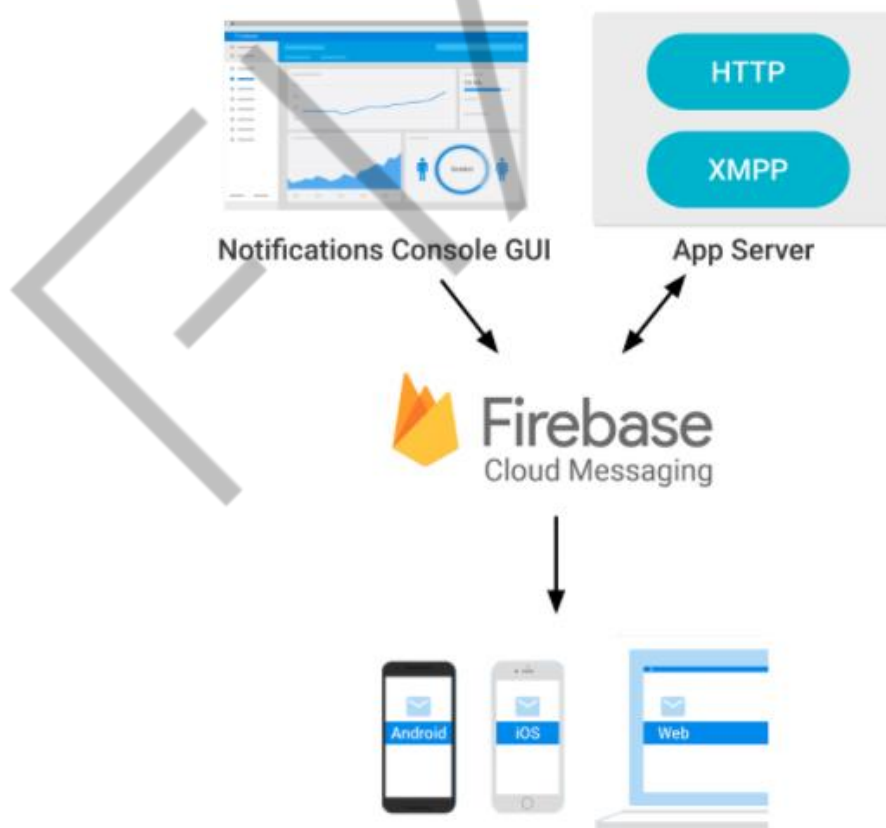 HTTP
XMPP
Notifications Console GUI
App Server
Firebase
Cloud Messaging
Android
iOS
Web